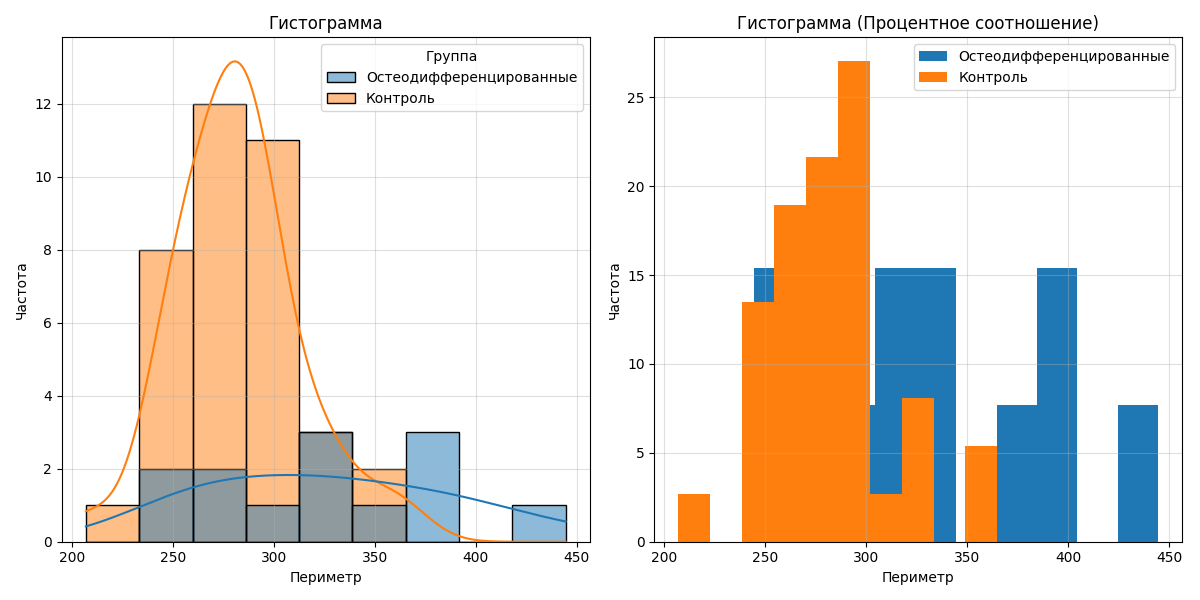 Гистограмма
Группа
Остеодифференцированные
Контроль
Частота
12
10
8
6
4
2
0
200 250 300 350 400 450
Периметр
Гистограмма (Процентное соотношение)
Остеодифференцированные
Контроль
Частота
25
20
15
10
5
0
200 250 300 350 400 450
Периметр